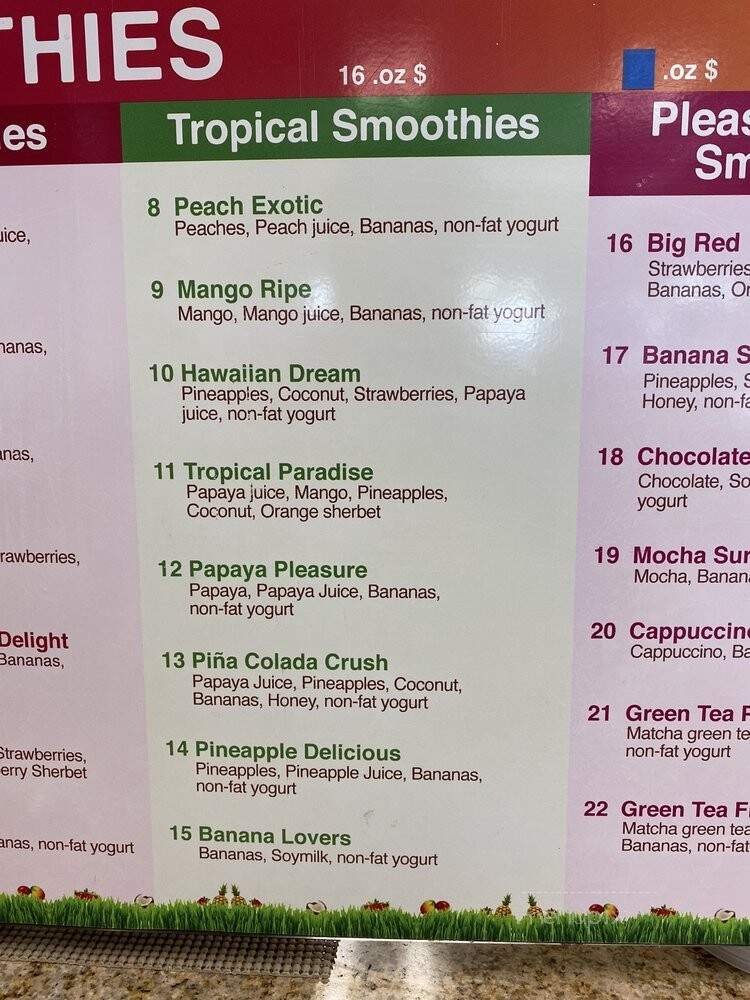 THIES
16 .oz $
.oz $
es
uice,
nanas,
anas,
rawberries,
Delight
Bananas,
Strawberries,
erry Sherbet
anas, non-fat yogurt
Tropical Smoothies
8 Peach Exotic
Peaches, Peach juice, Bananas, non-fat yogurt
9 Mango Ripe
Mango, Mango juice, Bananas, non-fat yogurt
10 Hawaiian Dream
Pineapples, Coconut, Strawberries, Papaya
juice, non-fat yogurt
11 Tropical Paradise
Papaya juice, Mango, Pineapples,
Coconut, Orange sherbet
12 Papaya Pleasure
Papaya, Papaya Juice, Bananas,
non-fat yogurt
13 Piña Colada Crush
Papaya Juice, Pineapples, Coconut,
Bananas, Honey, non-fat yogurt
14 Pineapple Delicious
Pineapples, Pineapple Juice, Bananas,
non-fat yogurt
15 Banana Lovers
Bananas, Soymilk, non-fat yogurt
Pleas
Sm
16 Big Red
Strawberries
Bananas, Or
17 Banana S
Pineapples, S
Honey, non-fa
18 Chocolate
Chocolate, So
yogurt
19 Mocha Sur
Mocha, Banan
20 Cappuccino
Cappuccino, Ba
21 Green Tea P
Matcha green te
non-fat yogurt
22 Green Tea F
Matcha green tea
Bananas, non-fat